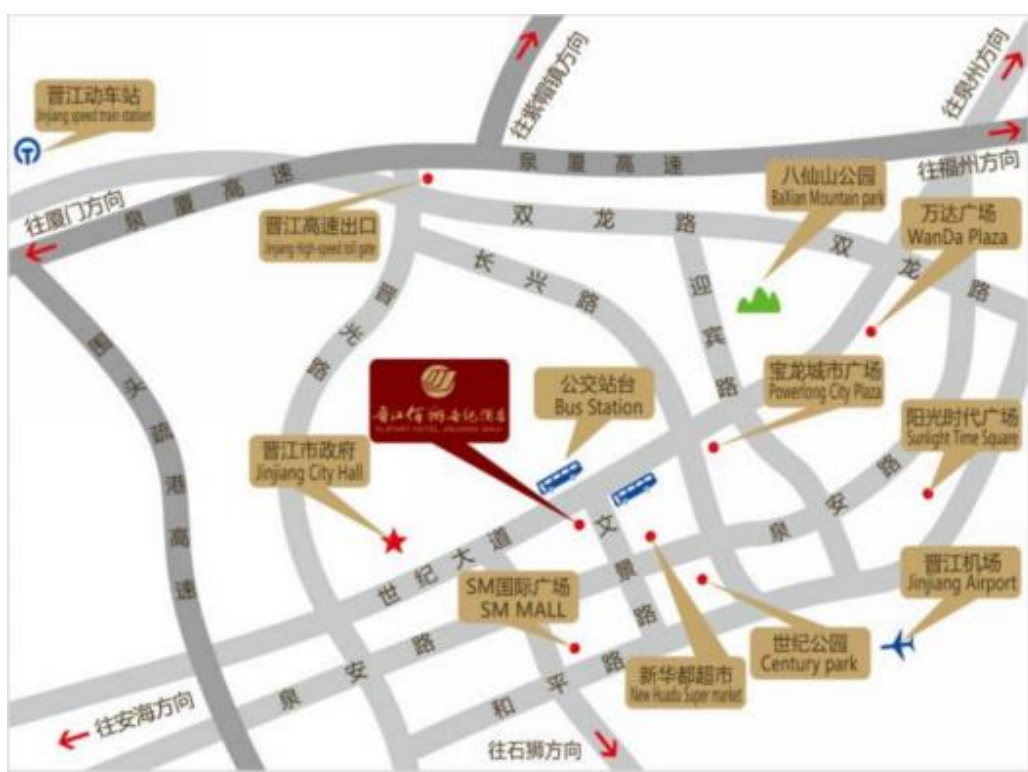 往紫帽镇方向
往泉州方向
晋江动车站
Jinjiang speed train station
泉厦高速
泉厦高速
往福州方向
八仙山公园
BaXian Mountain park
往厦门方向
晋江高速出口
Jinjiang High-speed toll gate
双龙路
双龙路
万达广场
WanDa Plaza
长兴路
迎宾路
晋光路
围头疏港高速
公交站台
Bus Station
宝龙城市广场
Powerlong City Plaza
阳光时代广场
Sunlight Time Square
晋江市政府
Jinjiang City Hall
世纪大道
文景路
泉安路
SM国际广场
SM MALL
晋江机场
Jinjiang Airport
世纪公园
Century park
新华都超市
New Huadu Super market
泉安路
和平路
往安海方向
往石狮方向